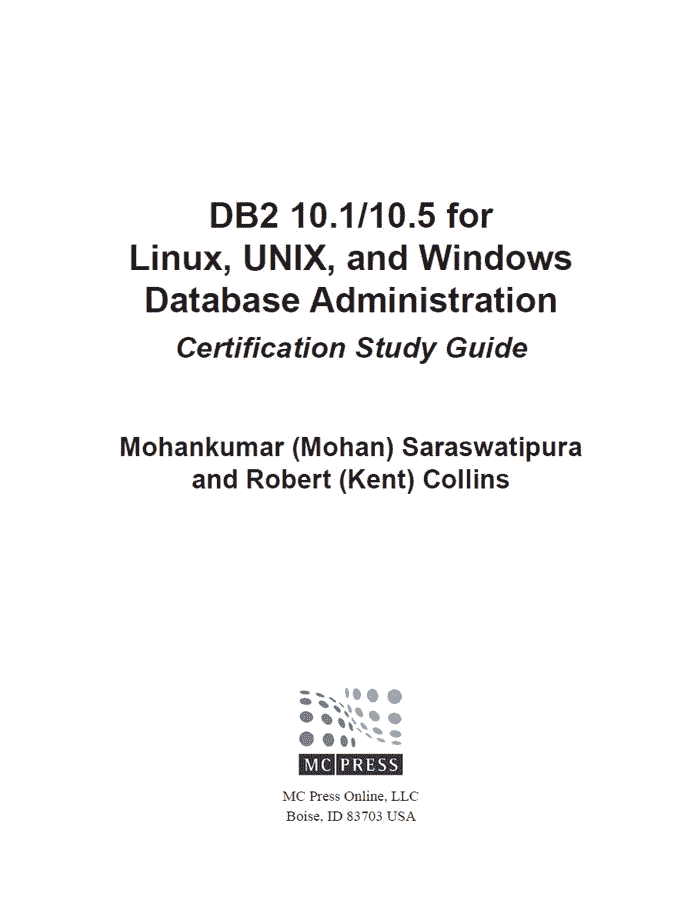 DB2 10.1/10.5 for
Linux, UNIX, and Windows
Database Administration
Certification Study Guide
Mohankumar (Mohan) Saraswatipura
and Robert (Kent) Collins
MC PRESS
MC Press Online, LLC
Boise, ID 83703 USA